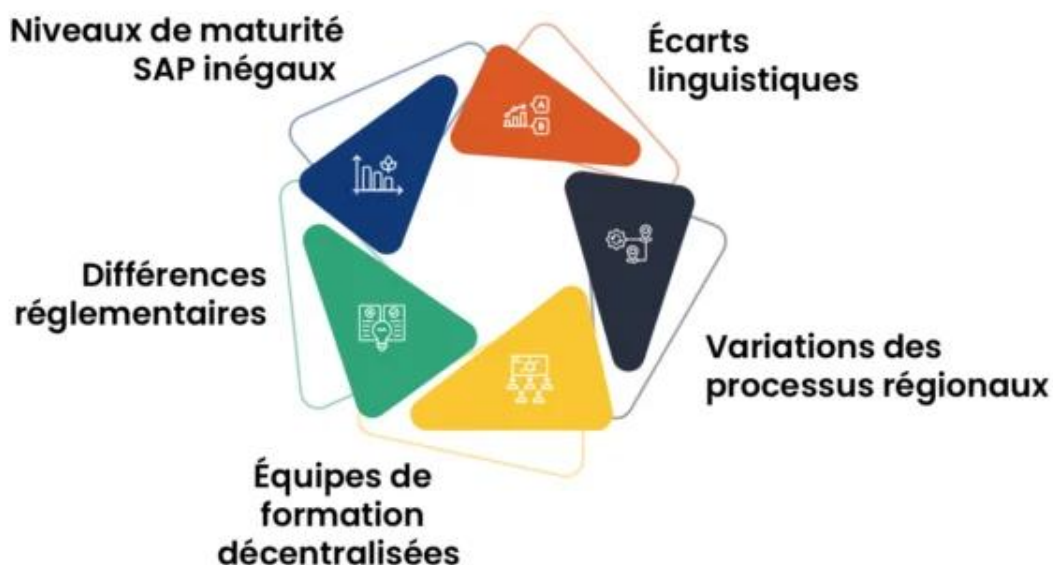 Niveaux de maturité
SAP inégaux
Écarts
linguistiques
A
B
Différences
réglementaires
Variations des
processus régionaux
Équipes de
formation
décentralisées